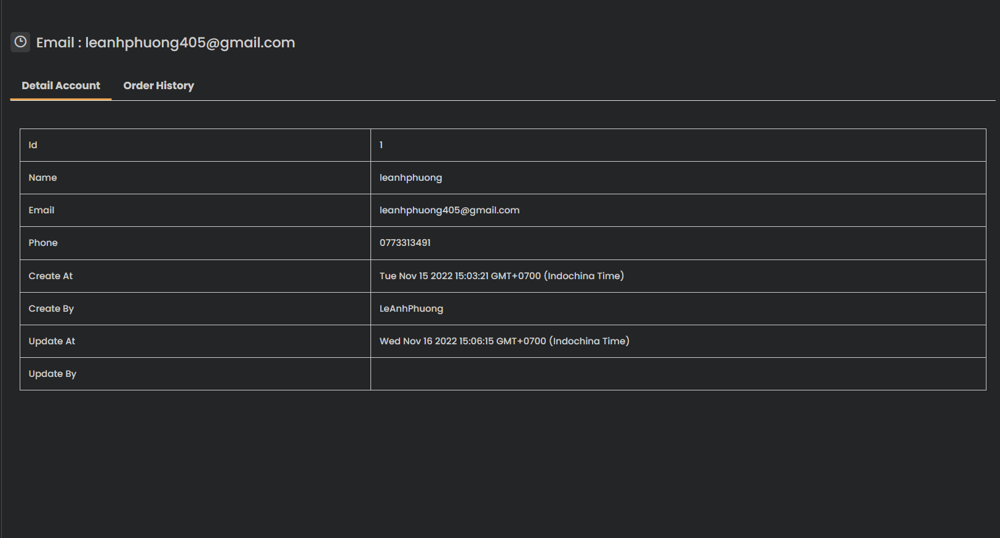 Email : leanhphuong405@gmail.com
Detail Account Order History
Id 1
Name leanhphuong
Email leanhphuong405@gmail.com
Phone 0773313491
Create At Tue Nov 15 2022 15:03:21 GMT+0700 (Indochina Time)
Create By LeAnhPhuong
Update At Wed Nov 16 2022 15:06:15 GMT+0700 (Indochina Time)
Update By